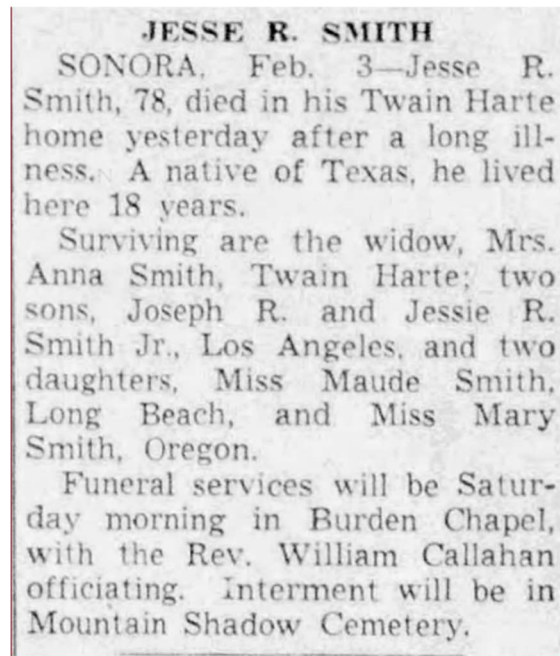 JESSE R. SMITH
SONORA, Feb. 3—Jesse R.
Smith, 78, died in his Twain Harte
home yesterday after a long ill-
ness. A native of Texas, he lived
here 18 years.
Surviving are the widow, Mrs.
Anna Smith, Twain Harte; two
sons, Joseph R. and Jessie R.
Smith Jr., Los Angeles, and two
daughters, Miss Maude Smith,
Long Beach, and Miss Mary
Smith, Oregon.
Funeral services will be Satur-
day morning in Burden Chapel,
with the Rev. William Callahan
officiating. Interment will be in
Mountain Shadow Cemetery.